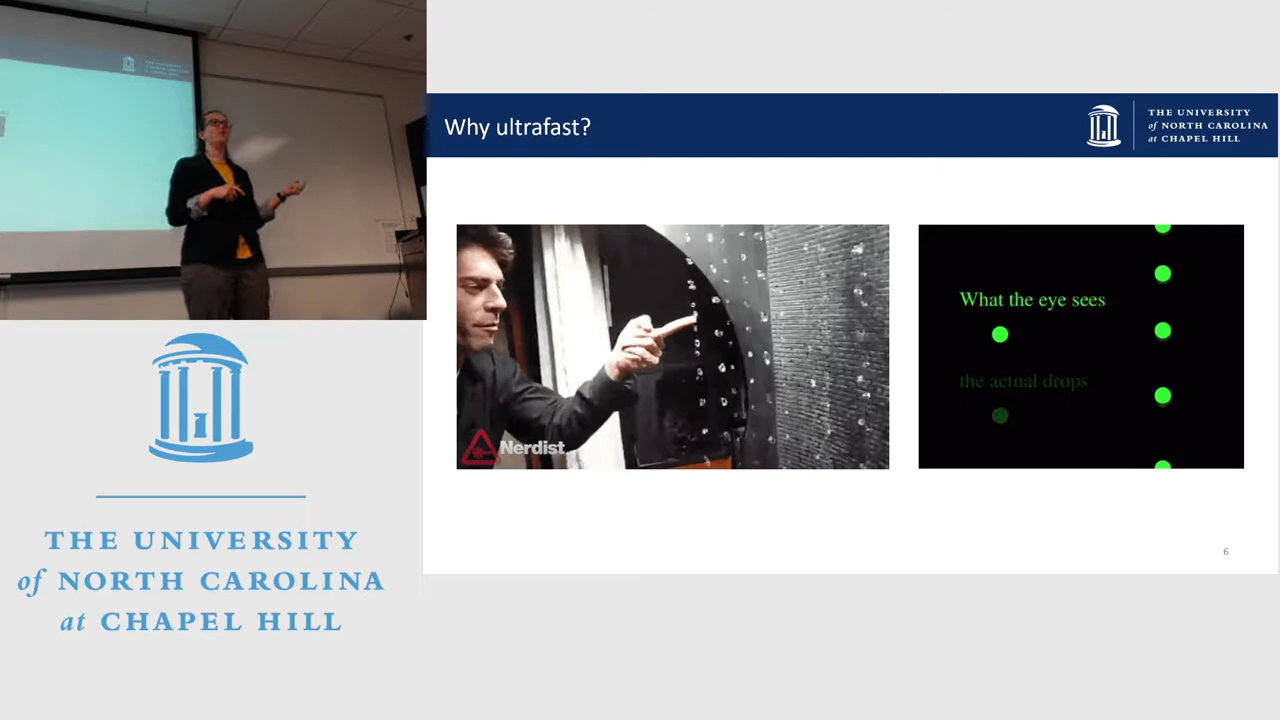 Why ultrafast?
THE UNIVERSITY
of NORTH CAROLINA
at CHAPEL HILL
What the eye sees
the actual drops
Nerdist
6
THE UNIVERSITY
of NORTH CAROLINA
at CHAPEL HILL